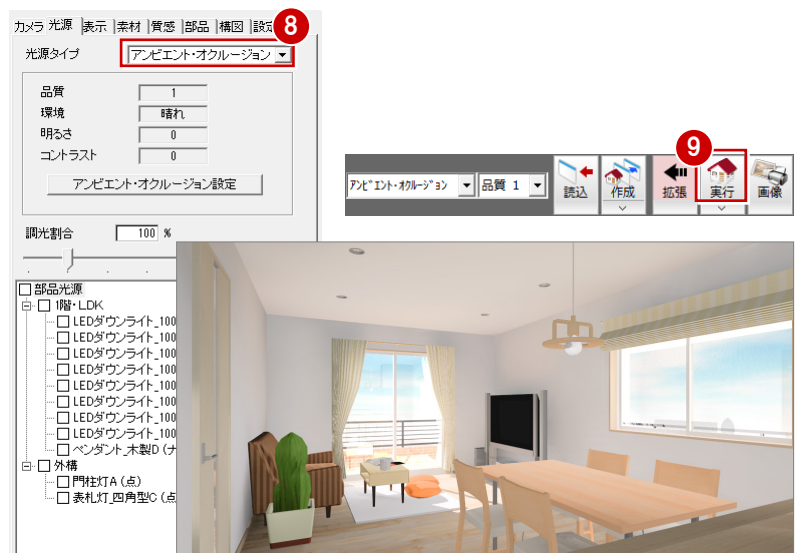 カメラ 光源 表示 素材 質感 部品 構図 設定
8
光源タイプ アンビエント・オクルージョン
品質 1
環境 晴れ
明るさ 0
コントラスト 0
アンビエント・オクルージョン設定
9
アンビエント・オクルージョン 品質 1 読込 作成 拡張 実行 画像
調光割合 100 %
部品光源
1階・LDK
LEDダウンライト_100
LEDダウンライト_100
LEDダウンライト_100
LEDダウンライト_100
LEDダウンライト_100
LEDダウンライト_100
LEDダウンライト_100
LEDダウンライト_100
ペンダント_木製D(ナ
外構
門柱灯A(点)
表札灯_四角型C(点